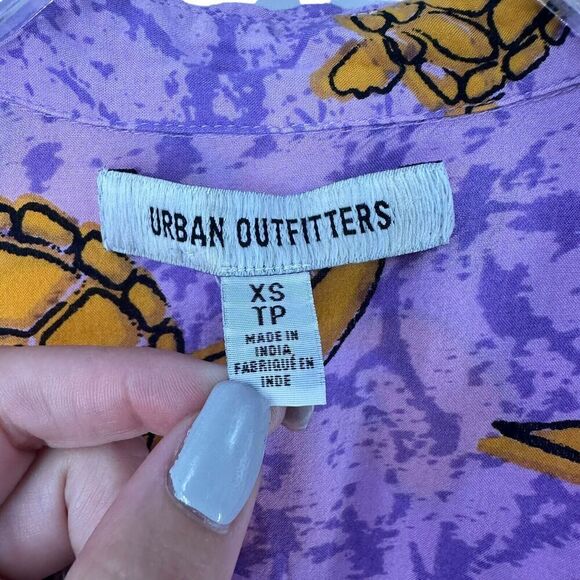 URBAN OUTFITTERS
XS
TP
MADE IN
INDIA
FABRIQUÉ EN
INDE